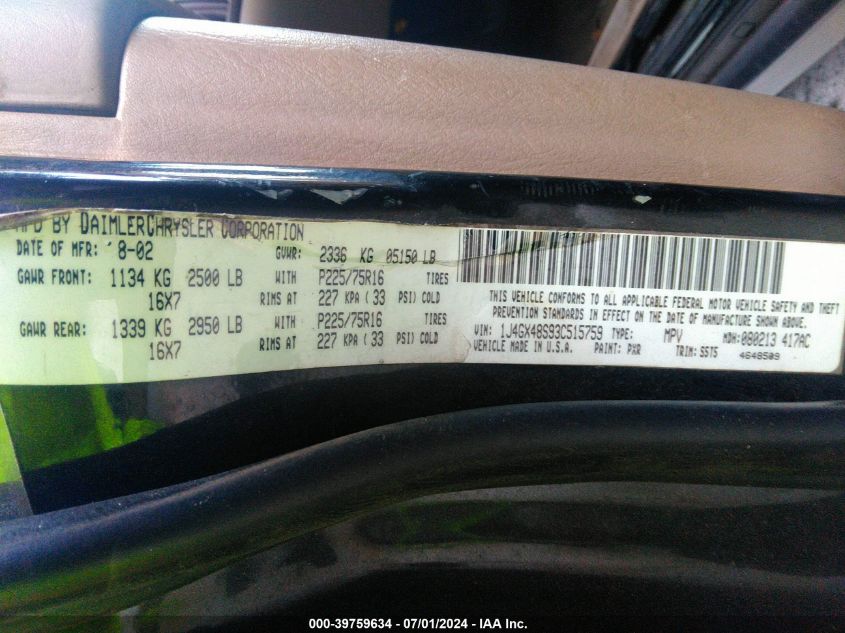 MFD BY DAIMLERCHRYSLER CORPORATION
DATE OF MFR: 8-02 GVWR: 2336 KG 05150 LB
GAWR FRONT: 1134 KG 2500 LB WITH P225/75R16 TIRES
16X7 RIMS AT 227 KPA ( 33 PSI) COLD
GAWR REAR: 1339 KG 2950 LB WITH P225/75R16 TIRES
16X7 RIMS AT 227 KPA ( 33 PSI) COLD
THIS VEHICLE CONFORMS TO ALL APPLICABLE FEDERAL MOTOR VEHICLE SAFETY AND THEFT
PREVENTION STANDARDS IN EFFECT ON THE DATE OF MANUFACTURE SHOWN ABOVE.
VIN: 1J4GX48S93C515759 TYPE: MPV MDH: 080213 417AC
VEHICLE MADE IN U.S.A. PAINT: PXR TRIM: S5T5
4648509
000-39759634 - 07/01/2024 - IAA Inc.